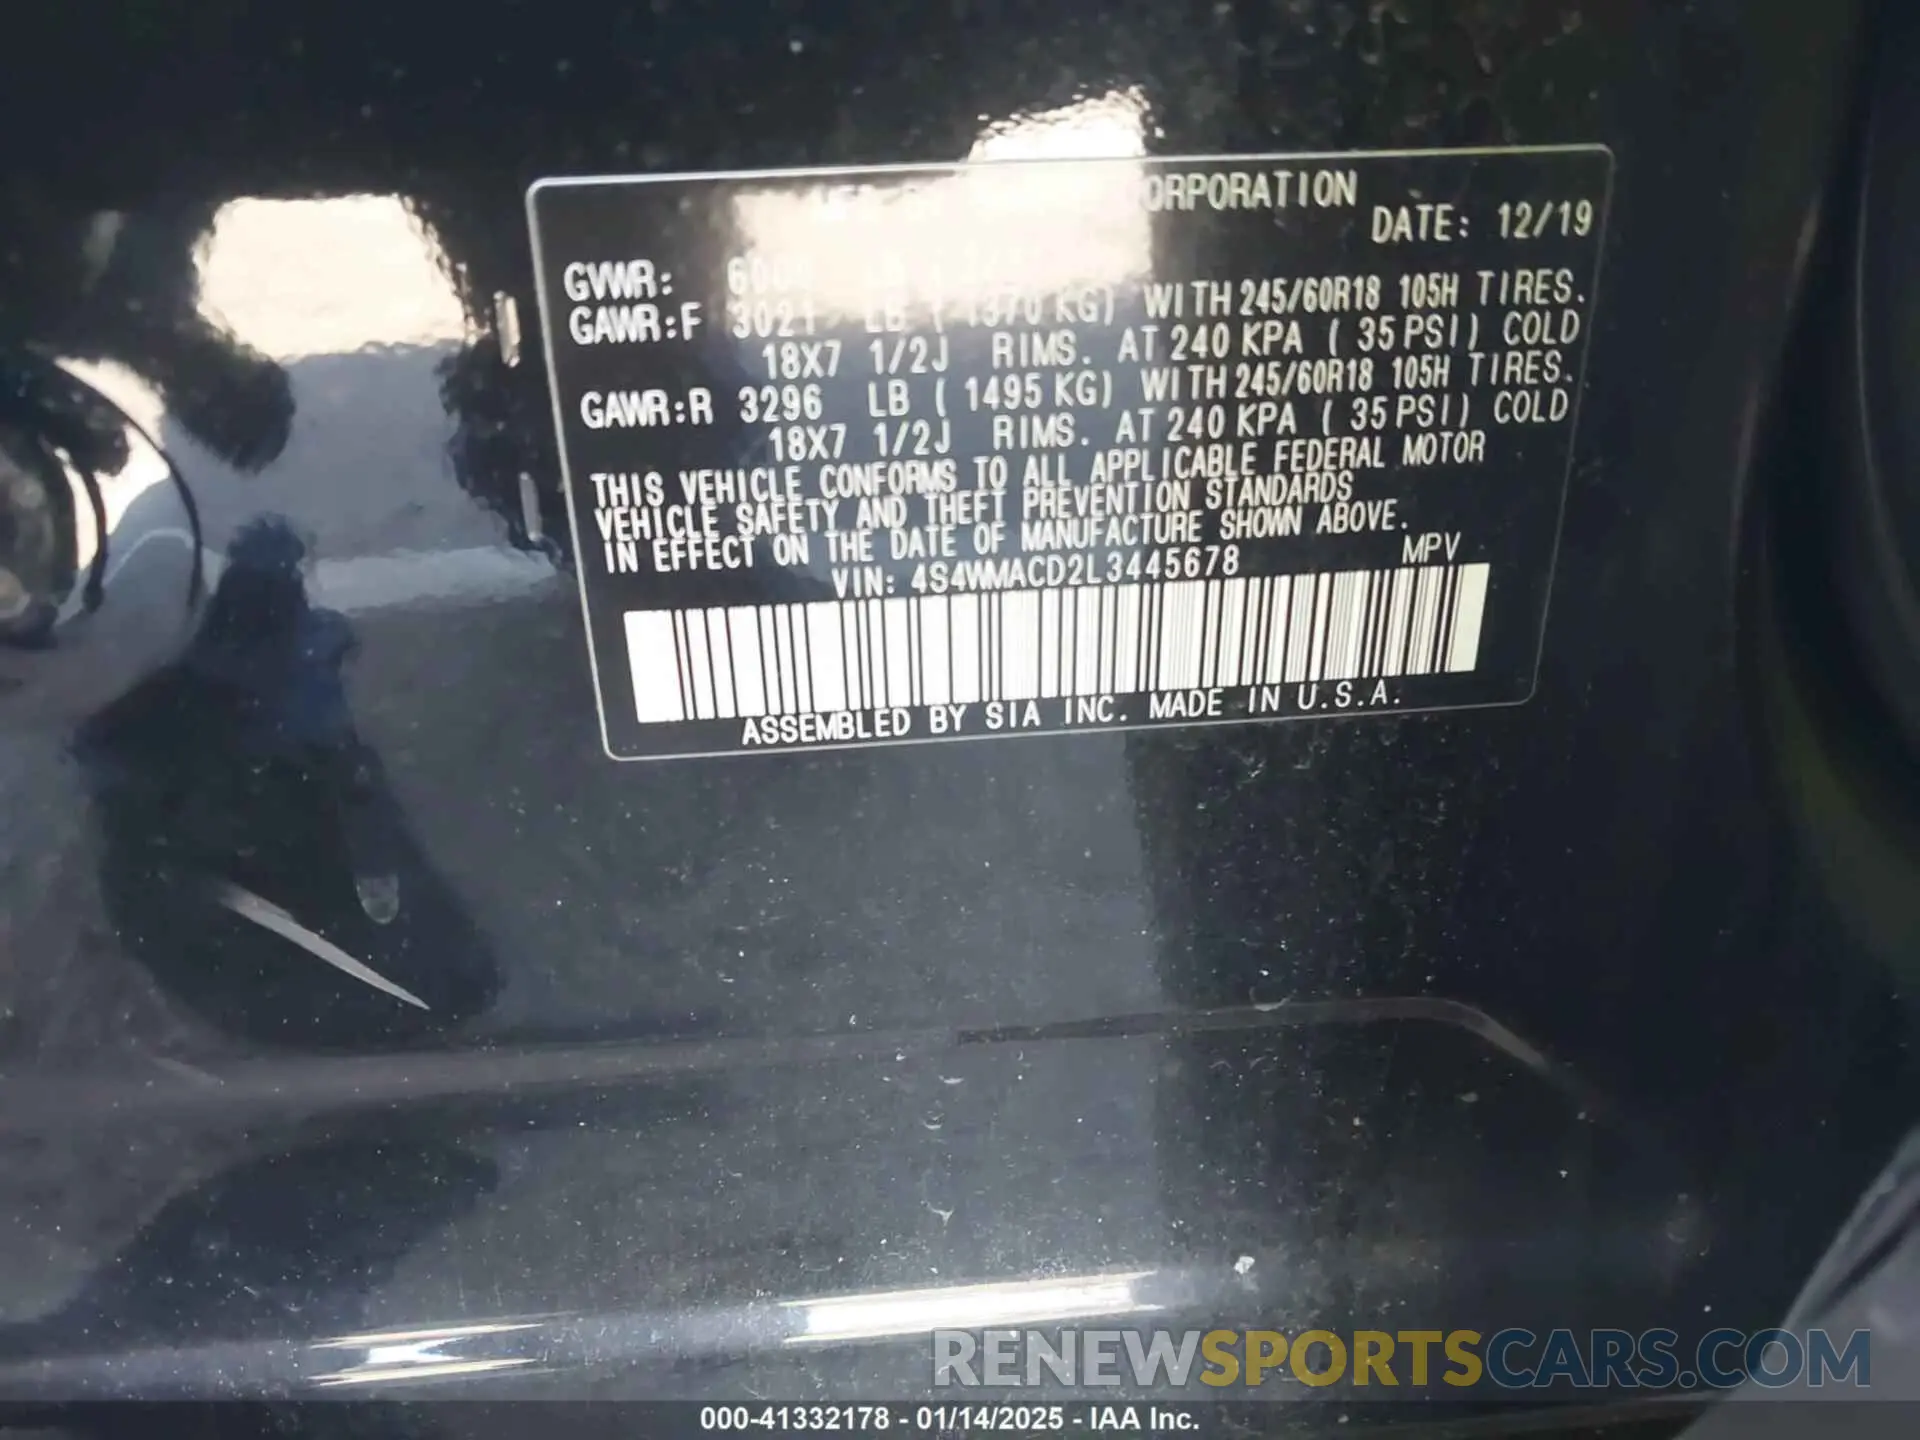 ORPORATION
DATE: 12/19
GVWR:
GAWR:F 3021 LB ( 1370 KG) WITH 245/60R18 105H TIRES.
18X7 1/2J RIMS. AT 240 KPA ( 35 PSI) COLD
GAWR:R 3296 LB ( 1495 KG) WITH 245/60R18 105H TIRES.
18X7 1/2J RIMS. AT 240 KPA ( 35 PSI) COLD
THIS VEHICLE CONFORMS TO ALL APPLICABLE FEDERAL MOTOR
VEHICLE SAFETY AND THEFT PREVENTION STANDARDS
IN EFFECT ON THE DATE OF MANUFACTURE SHOWN ABOVE.
VIN: 4S4WMACD2L3445678 MPV
ASSEMBLED BY SIA INC. MADE IN U.S.A.
RENEWSPORTSCARS.COM
000-41332178 - 01/14/2025 - IAA Inc.